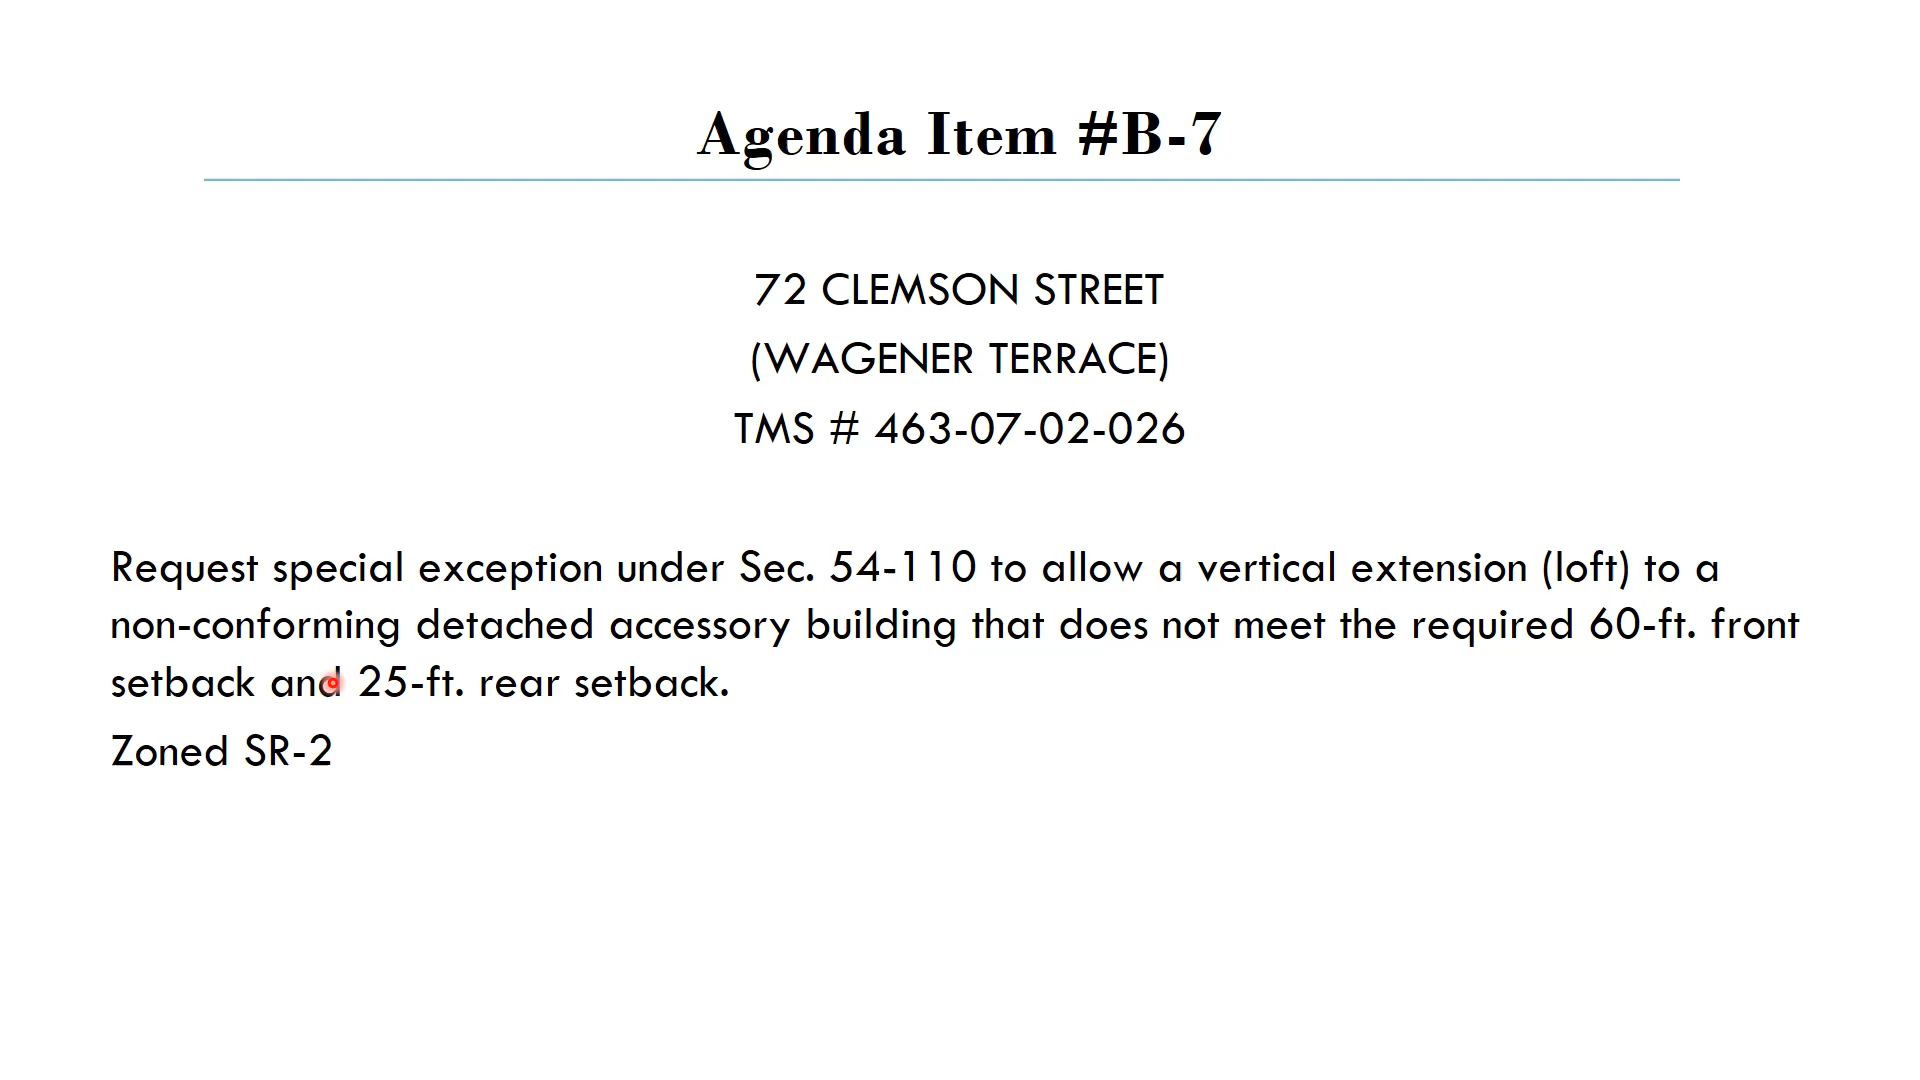 Agenda Item #B-7
72 CLEMSON STREET
(WAGENER TERRACE)
TMS # 463-07-02-026
Request special exception under Sec. 54-110 to allow a vertical extension (loft) to a
non-conforming detached accessory building that does not meet the required 60-ft. front
setback and 25-ft. rear setback.
Zoned SR-2